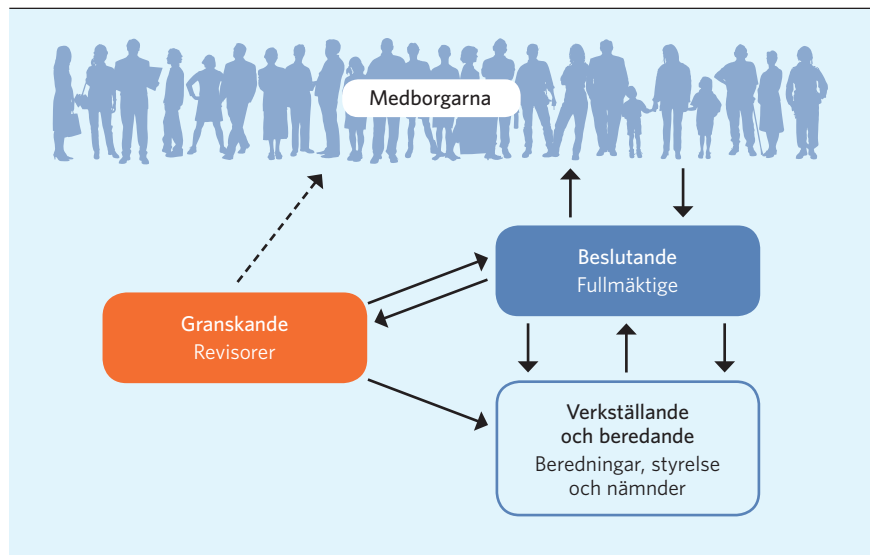 Medborgarna
Beslutande
Fullmäktige
Granskande
Revisorer
Verkställande
och beredande
Beredningar, styrelse
och nämnder